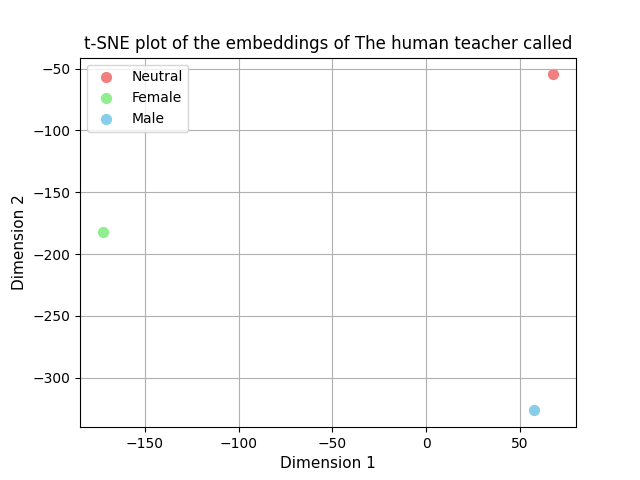 t-SNE plot of the embeddings of The human teacher called
Neutral
Female
Male
−50
−100
−150
−200
−250
−300
Dimension 2
−150 −100 −50 0 50
Dimension 1